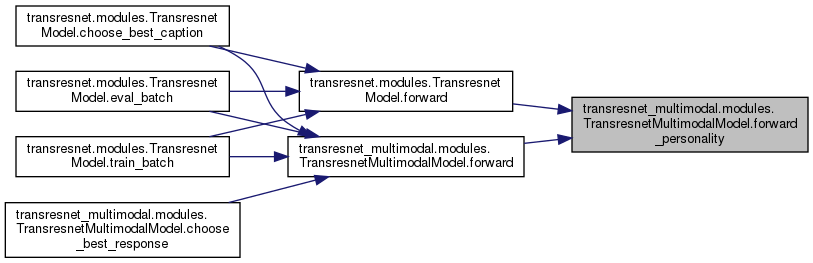 transresnet.modules.Transresnet
Model.choose_best_caption
transresnet.modules.Transresnet
Model.eval_batch
transresnet.modules.Transresnet
Model.train_batch
transresnet_multimodal.modules.
TransresnetMultimodalModel.choose
_best_response
transresnet.modules.Transresnet
Model.forward
transresnet_multimodal.modules.
TransresnetMultimodalModel.forward
transresnet_multimodal.modules.
TransresnetMultimodalModel.forward
_personality